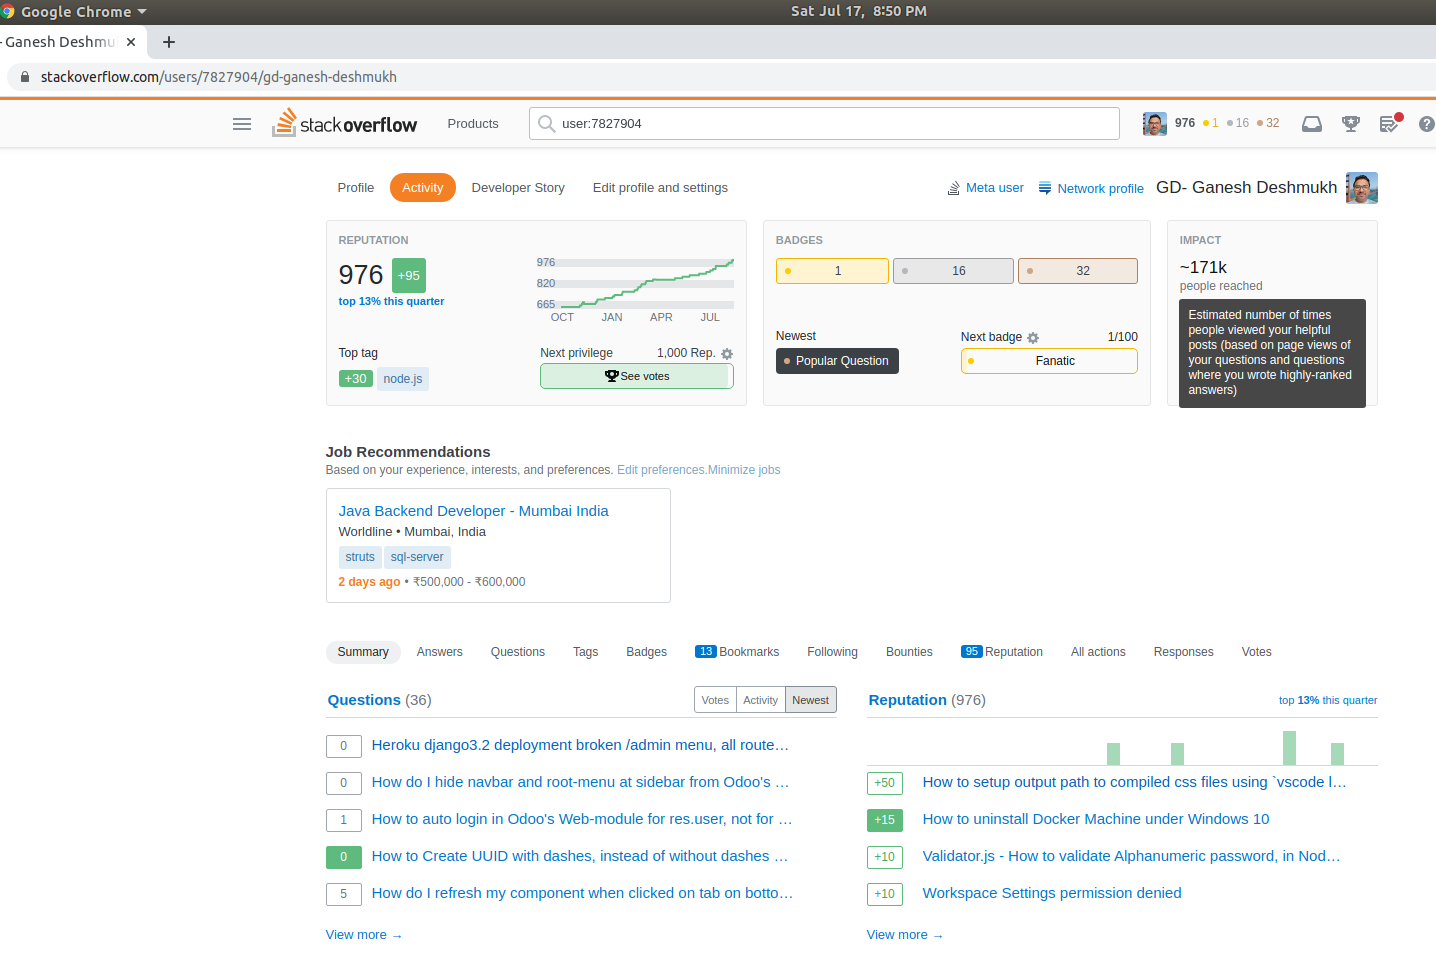 Google Chrome
Sat Jul 17, 8:50 PM
- Ganesh Deshmu
stackoverflow.com/users/7827904/gd-ganesh-deshmukh
stackoverflow
Products
user:7827904
976 1 16 32
Profile Activity Developer Story Edit profile and settings
Meta user Network profile GD- Ganesh Deshmukh
REPUTATION
976 +95
top 13% this quarter
976
820
665
OCT JAN APR JUL
Top tag
+30 node.js
Next privilege 1,000 Rep.
See votes
BADGES
1 16 32
Newest
Popular Question
Next badge 1/100
Fanatic
IMPACT
~171k
people reached
Estimated number of times
people viewed your helpful
posts (based on page views of
your questions and questions
where you wrote highly-ranked
answers)
Job Recommendations
Based on your experience, interests, and preferences. Edit preferences.Minimize jobs
Java Backend Developer - Mumbai India
Worldline • Mumbai, India
struts sql-server
2 days ago • ₹500,000 - ₹600,000
Summary Answers Questions Tags Badges 13 Bookmarks Following Bounties 95 Reputation All actions Responses Votes
Questions (36)
Votes Activity Newest
0 Heroku django3.2 deployment broken /admin menu, all route…
0 How do I hide navbar and root-menu at sidebar from Odoo's …
1 How to auto login in Odoo's Web-module for res.user, not for …
0 How to Create UUID with dashes, instead of without dashes …
5 How do I refresh my component when clicked on tab on botto…
View more →
Reputation (976)
top 13% this quarter
+50 How to setup output path to compiled css files using `vscode l…
+15 How to uninstall Docker Machine under Windows 10
+10 Validator.js - How to validate Alphanumeric password, in Nod…
+10 Workspace Settings permission denied
View more →